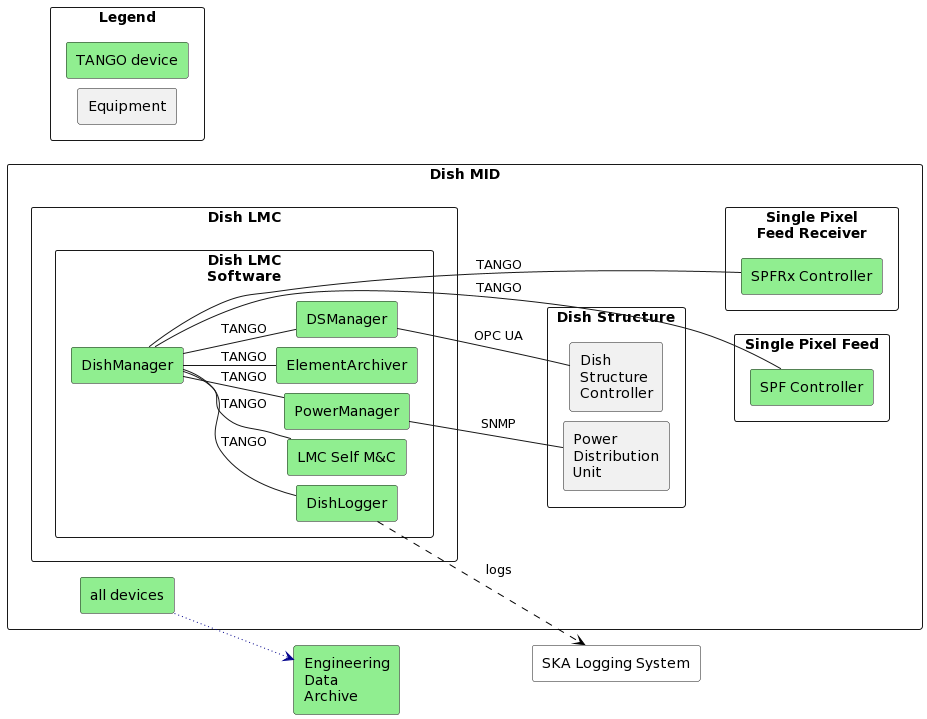 Legend
TANGO device
Equipment
Dish MID
Dish LMC
Dish LMC
Software
DishManager
TANGO
DSManager
TANGO
ElementArchiver
TANGO
PowerManager
TANGO
LMC Self M&C
TANGO
DishLogger
TANGO
TANGO
OPC UA
SNMP
Dish Structure
Dish
Structure
Controller
Power
Distribution
Unit
Single Pixel
Feed Receiver
SPFRx Controller
Single Pixel Feed
SPF Controller
logs
all devices
Engineering
Data
Archive
SKA Logging System